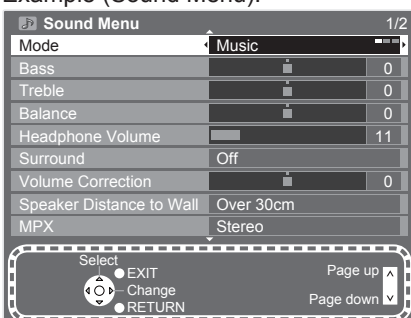 Example (Sound Menu):
Sound Menu 1/2
Mode Music
Bass 0
Treble 0
Balance 0
Headphone Volume 11
Surround Off
Volume Correction 0
Speaker Distance to Wall Over 30cm
MPX Stereo
Select
EXIT
Change
RETURN
Page up
Page down